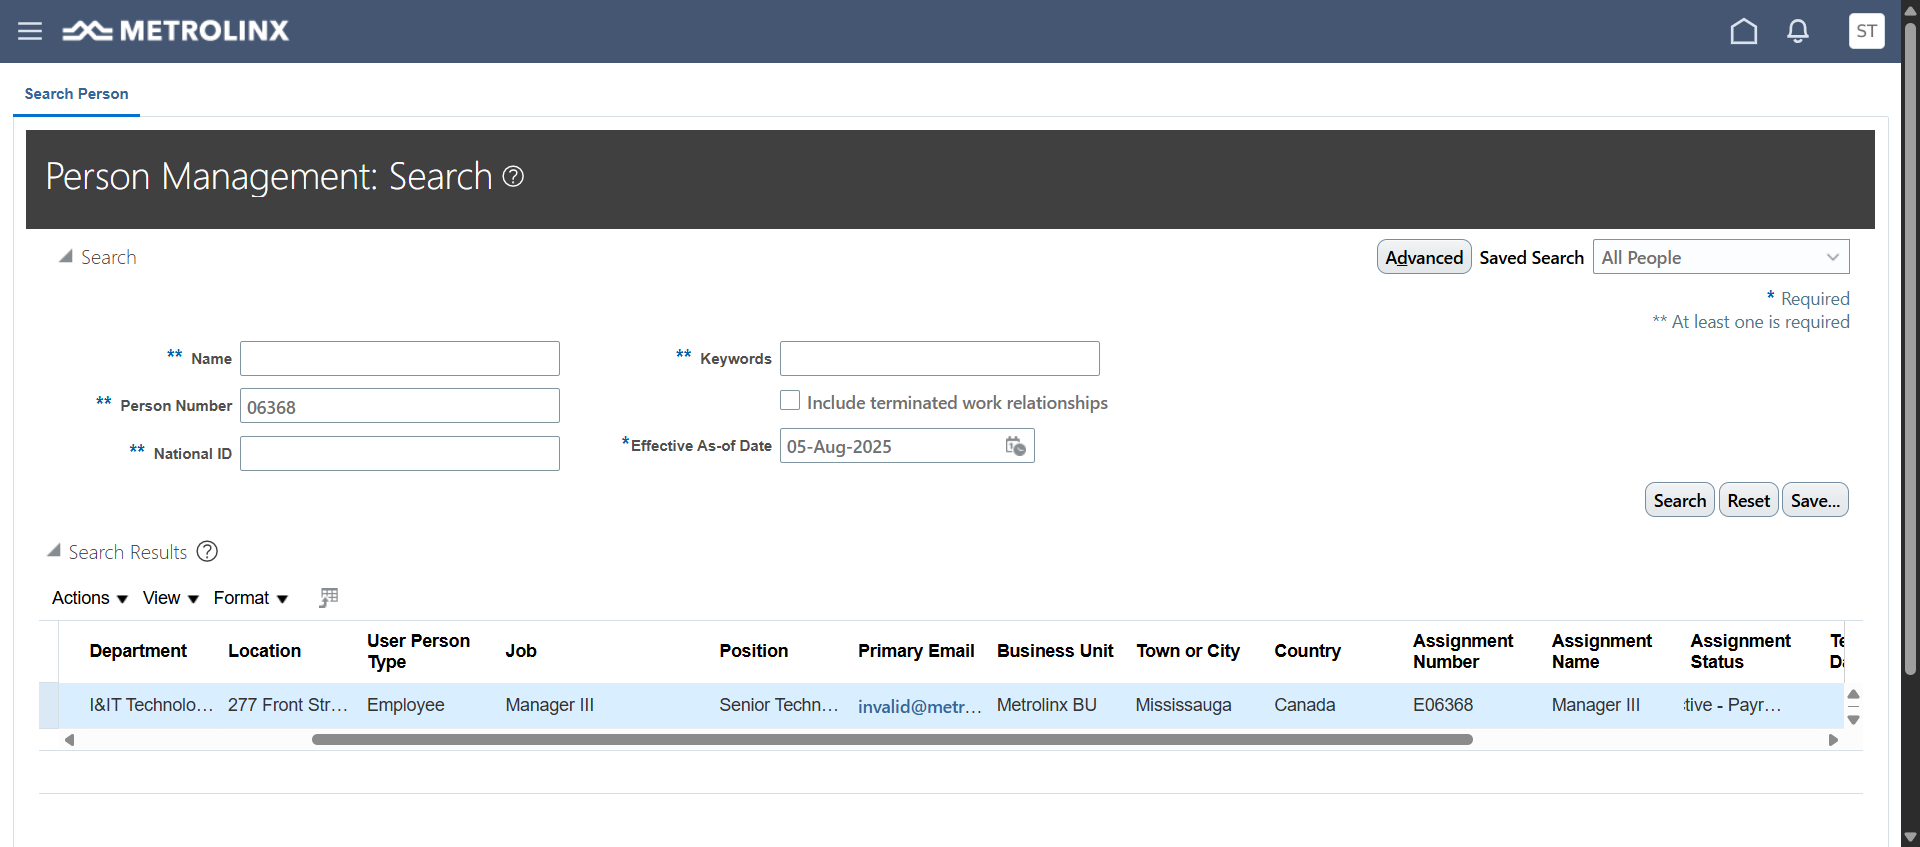 METROLINX
ST
Search Person
Person Management: Search
Search
Advanced Saved Search All People
* Required
** At least one is required
** Name
** Keywords
** Person Number 06368
Include terminated work relationships
** National ID
*Effective As-of Date 05-Aug-2025
Search Reset Save...
Search Results
Actions View Format
Department Location User Person Type Job Position Primary Email Business Unit Town or City Country Assignment Number Assignment Name Assignment Status
I&IT Technolo... 277 Front Str... Employee Manager III Senior Techn... invalid@metr... Metrolinx BU Mississauga Canada E06368 Manager III tive - Payr...